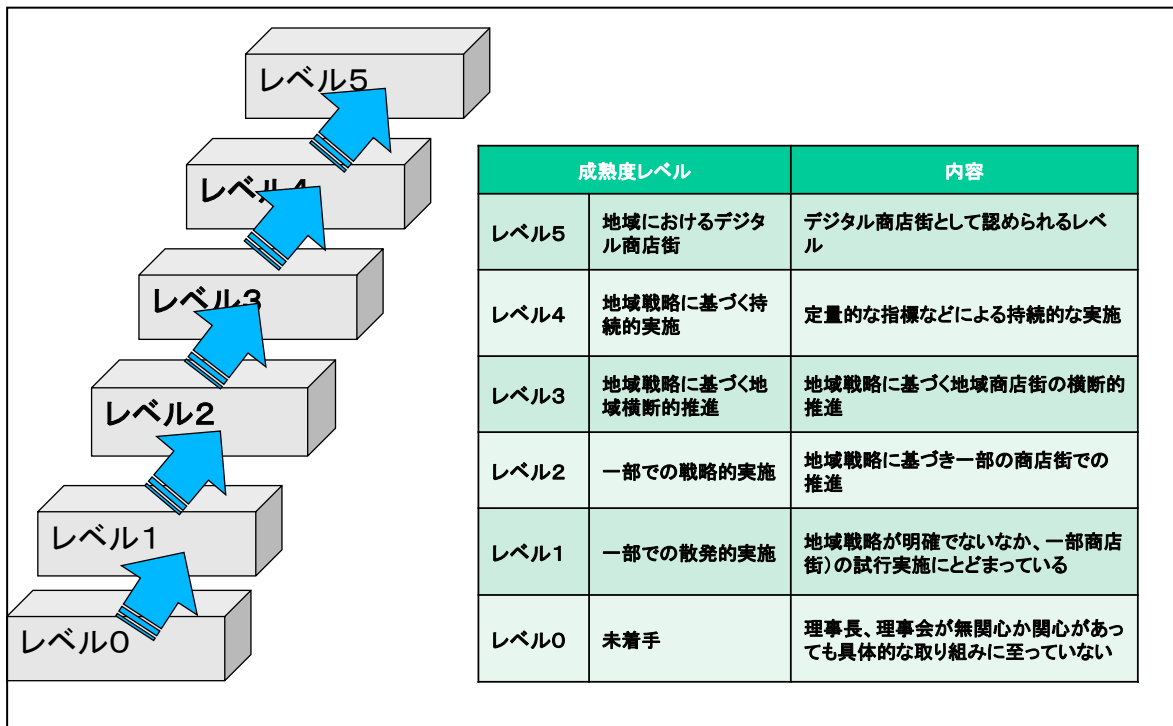 レベル5
レベル4
レベル3
レベル2
レベル1
レベル0
成熟度レベル 内容
レベル5
地域におけるデジタ
ル商店街
デジタル商店街として認められるレベ
ル
レベル4
地域戦略に基づく持
続的実施
定量的な指標などによる持続的な実施
レベル3
地域戦略に基づく地
域横断的推進
地域戦略に基づく地域商店街の横断的
推進
レベル2
一部での戦略的実施
地域戦略に基づき一部の商店街での
推進
レベル1
一部での散発的実施
地域戦略が明確でないなか、一部商店
街)の試行実施にとどまっている
レベル0
未着手
理事長、理事会が無関心か関心があっ
ても具体的な取り組みに至っていない